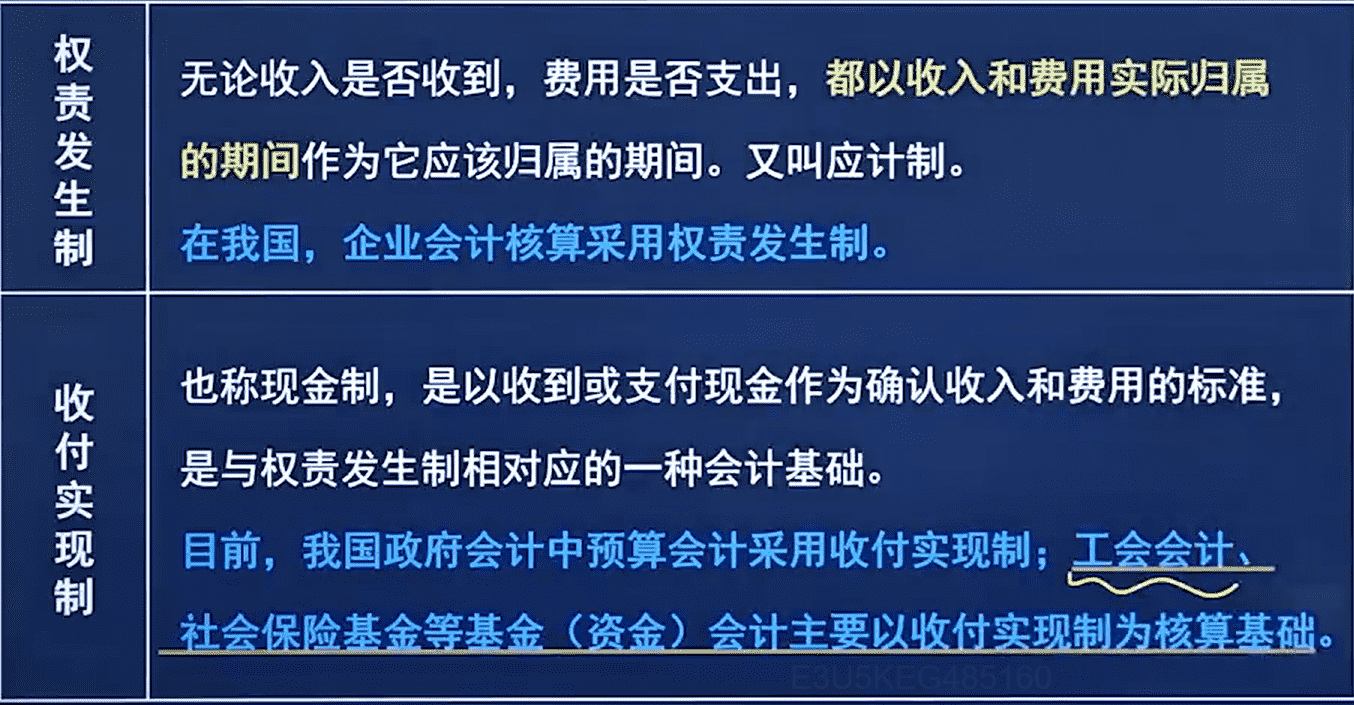 权责发生制
无论收入是否收到，费用是否支出，都以收入和费用实际归属
的期间作为它应该归属的期间。又叫应计制。
在我国，企业会计核算采用权责发生制。
收付实现制
也称现金制，是以收到或支付现金作为确认收入和费用的标准，
是与权责发生制相对应的一种会计基础。
目前，我国政府会计中预算会计采用收付实现制；工会会计、
社会保险基金等基金（资金）会计主要以收付实现制为核算基础。
E3U5KEG485160